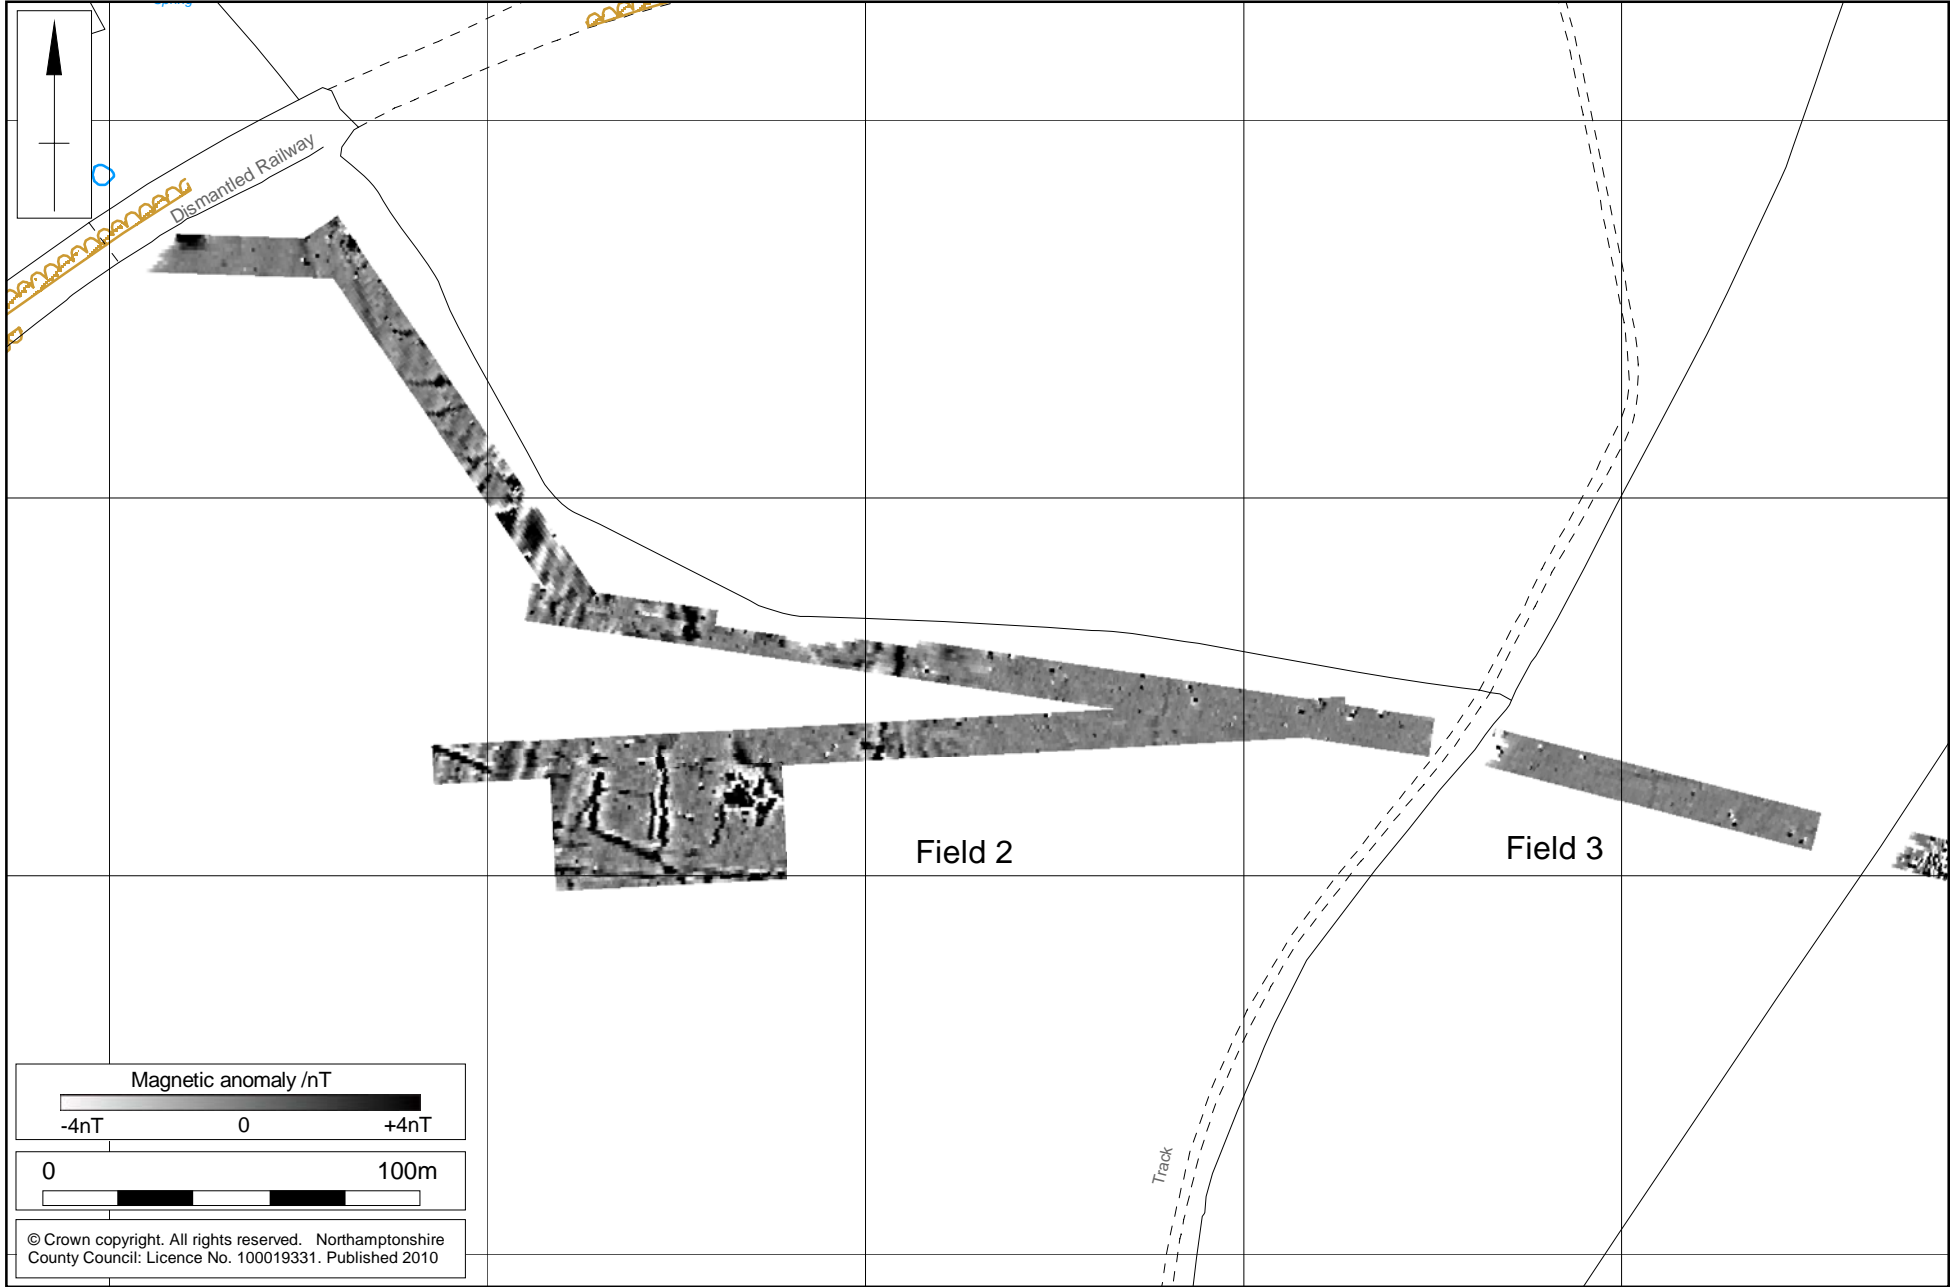 Spring
Dismantled Railway
Field 2
Field 3
Track
Magnetic anomaly /nT
-4nT 0 +4nT
0 100m
© Crown copyright. All rights reserved. Northamptonshire
County Council: Licence No. 100019331. Published 2010